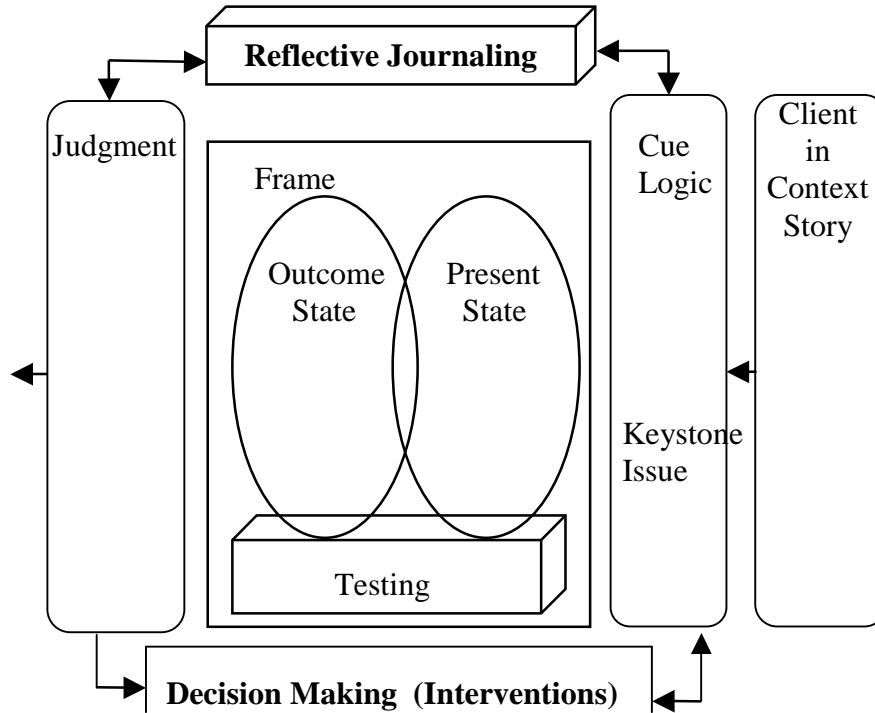 Reflective Journaling
Judgment
Frame
Outcome
State
Present
State
Testing
Cue
Logic
Keystone
Issue
Client
in
Context
Story
Decision Making  (Interventions)